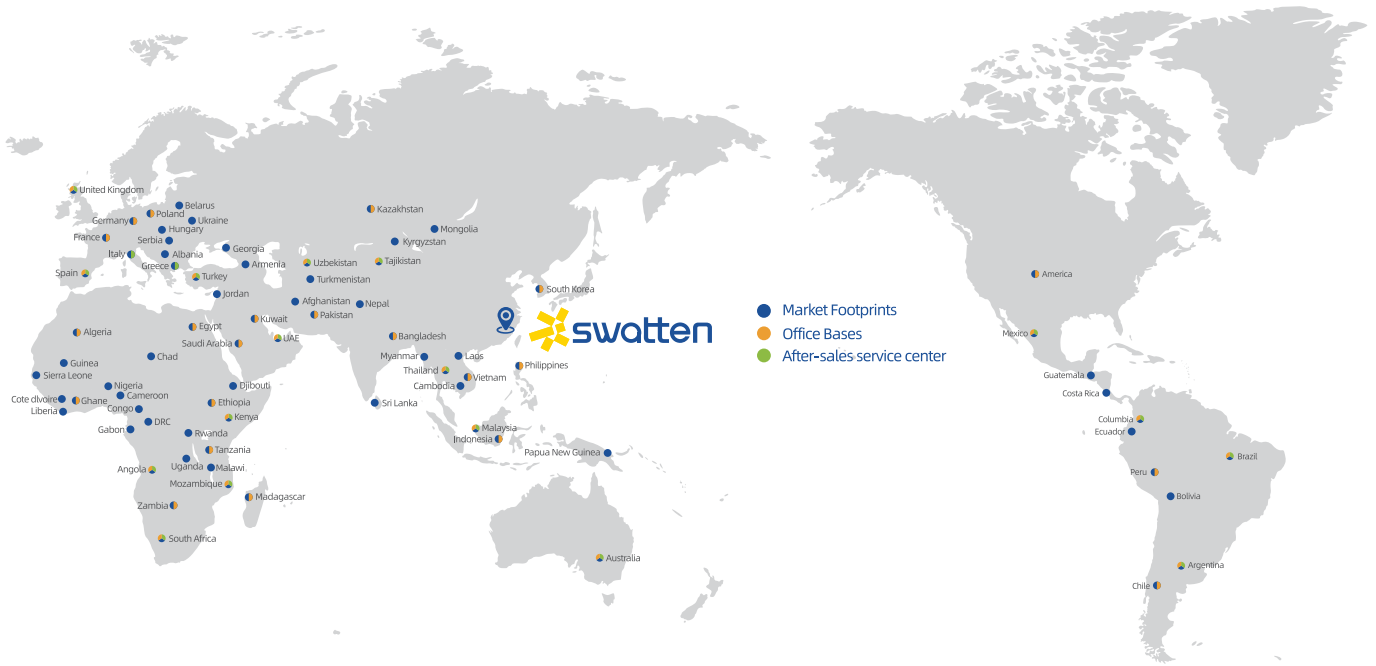 United Kingdom
Belarus
Poland
Germany
Ukraine
Hungary
France
Serbia
Italy
Albania
Greece
Georgia
Armenia
Spain
Turkey
Jordan
Kazakhstan
Mongolia
Kyrgyzstan
Uzbekistan
Tajikistan
Turkmenistan
Afghanistan
Nepal
Pakistan
South Korea
swatten
Market Footprints
Office Bases
After-sales service center
Algeria
Egypt
Kuwait
Saudi Arabia
UAE
Bangladesh
Chad
Guinea
Sierra Leone
Myanmar
Laos
Thailand
Vietnam
Cambodia
Philippines
Nigeria
Cameroon
Djibouti
Cote dlvoire
Ghane
Liberia
Congo
Ethiopia
Kenya
DRC
Gabon
Rwanda
Sri Lanka
Malaysia
Indonesia
Papua New Guinea
Tanzania
Uganda
Malawi
Angola
Mozambique
Madagascar
Zambia
South Africa
Australia
America
Mexico
Guatemala
Costa Rica
Columbia
Ecuador
Brazil
Peru
Bolivia
Argentina
Chile